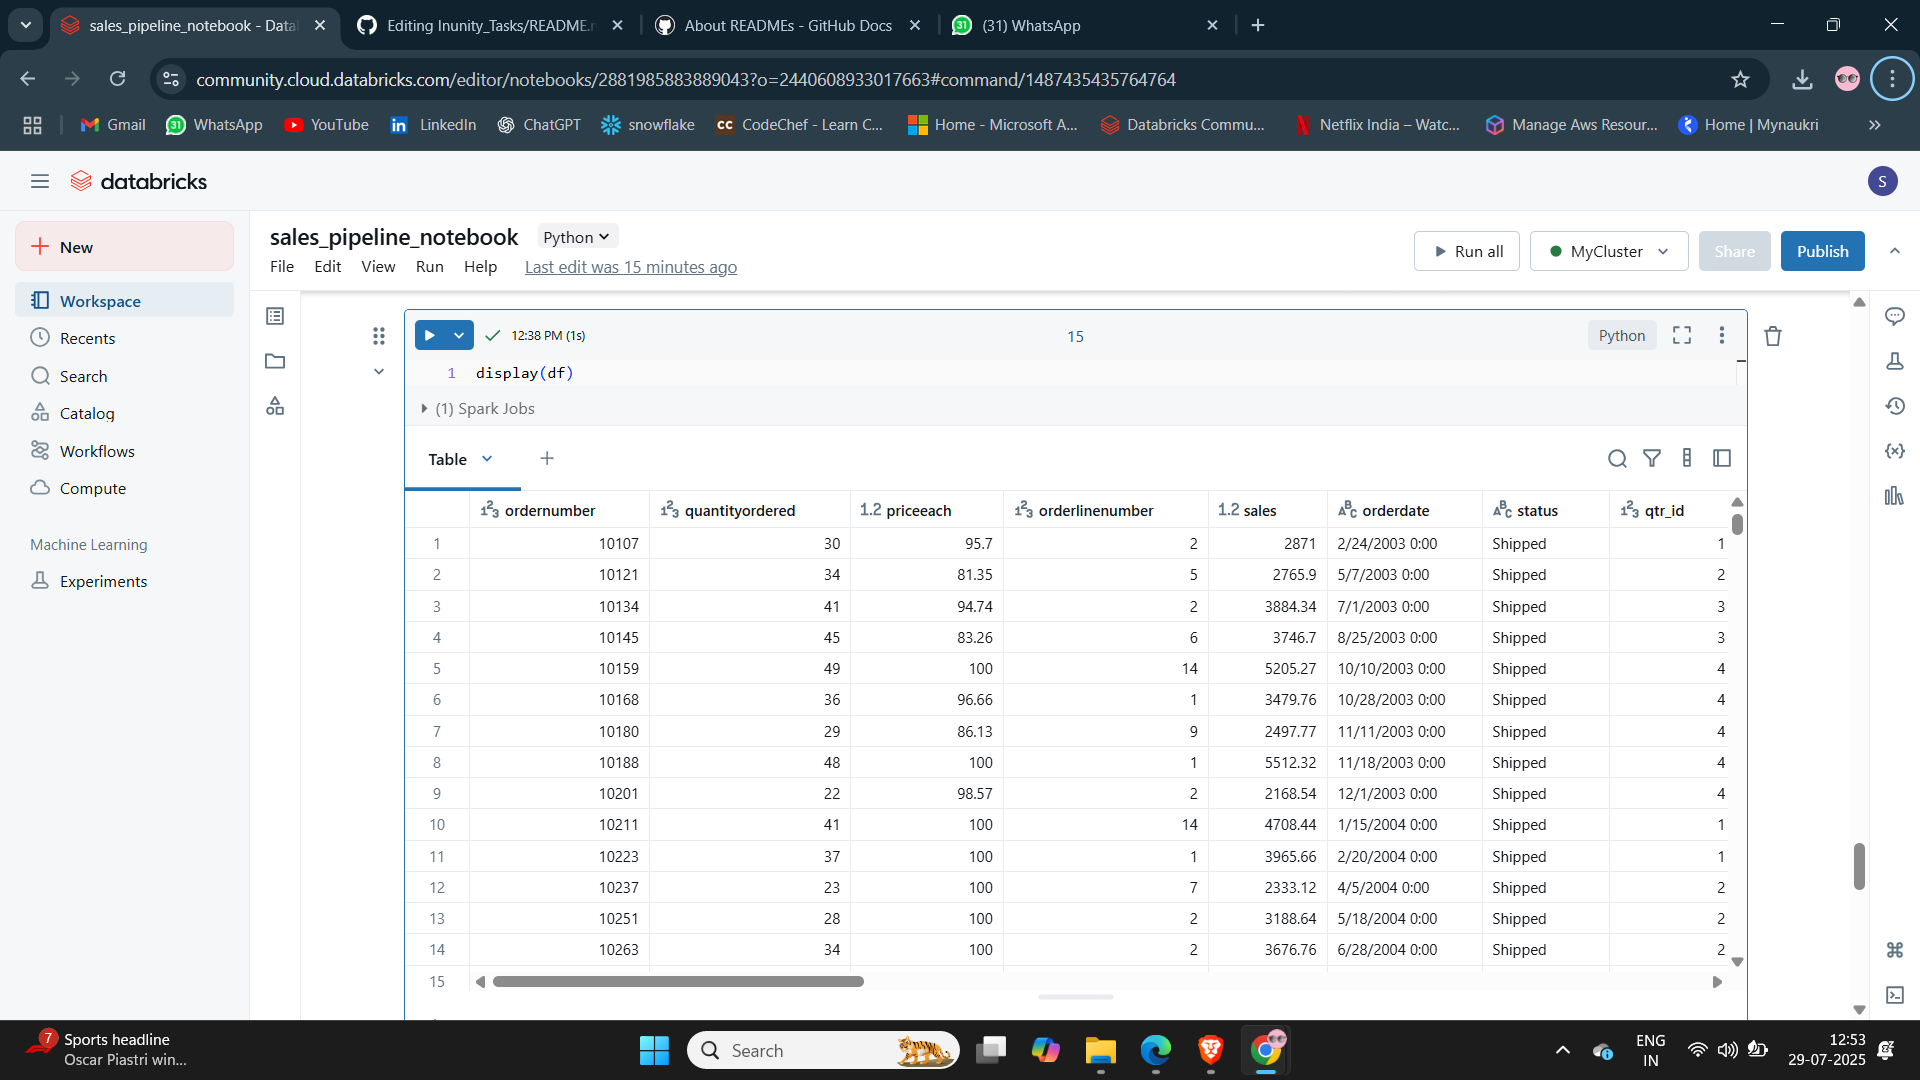 sales_pipeline_notebook - Data
Editing Inunity_Tasks/README.m
About READMEs - GitHub Docs
(31) WhatsApp
community.cloud.databricks.com/editor/notebooks/2881985883889043?o=2440608933017663#command/1487435435764764
Gmail
WhatsApp
YouTube
LinkedIn
ChatGPT
snowflake
CodeChef - Learn C...
Home - Microsoft A...
Databricks Commu...
Netflix India – Watc...
Manage Aws Resour...
Home | Mynaukri
databricks
S
New
Workspace
Recents
Search
Catalog
Workflows
Compute
Machine Learning
Experiments
sales_pipeline_notebook Python
File Edit View Run Help Last edit was 15 minutes ago
Run all MyCluster Share Publish
12:38 PM (1s) 15 Python
1 display(df)
(1) Spark Jobs
Table
ordernumber quantityordered 1.2 priceeach orderlinenumber 1.2 sales orderdate status qtr_id
1 10107 30 95.7 2 2871 2/24/2003 0:00 Shipped 1
2 10121 34 81.35 5 2765.9 5/7/2003 0:00 Shipped 2
3 10134 41 94.74 2 3884.34 7/1/2003 0:00 Shipped 3
4 10145 45 83.26 6 3746.7 8/25/2003 0:00 Shipped 3
5 10159 49 100 14 5205.27 10/10/2003 0:00 Shipped 4
6 10168 36 96.66 1 3479.76 10/28/2003 0:00 Shipped 4
7 10180 29 86.13 9 2497.77 11/11/2003 0:00 Shipped 4
8 10188 48 100 1 5512.32 11/18/2003 0:00 Shipped 4
9 10201 22 98.57 2 2168.54 12/1/2003 0:00 Shipped 4
10 10211 41 100 14 4708.44 1/15/2004 0:00 Shipped 1
11 10223 37 100 1 3965.66 2/20/2004 0:00 Shipped 1
12 10237 23 100 7 2333.12 4/5/2004 0:00 Shipped 2
13 10251 28 100 2 3188.64 5/18/2004 0:00 Shipped 2
14 10263 34 100 2 3676.76 6/28/2004 0:00 Shipped 2
15
7
Sports headline
Oscar Piastri win...
Search
ENG
IN
12:53
29-07-2025